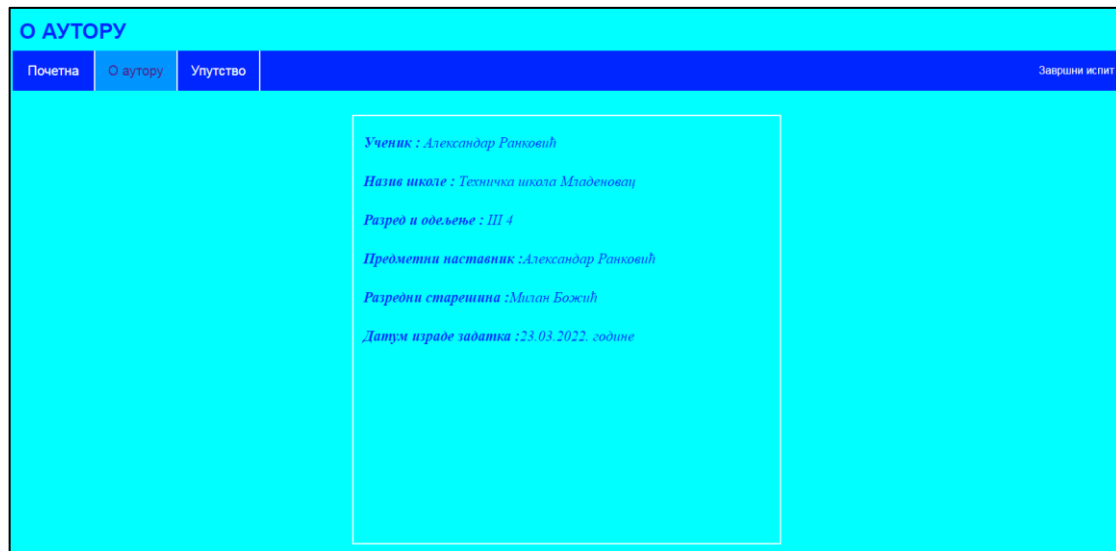 О АУТОРУ
Почетна О аутору Упутство Завршни испит
Ученик : Александар Ранковић
Назив школе : Техничка школа Младеновац
Разред и одељење : III 4
Предметни наставник :Александар Ранковић
Разредни старешина :Милан Божић
Датум израде задатка :23.03.2022. године